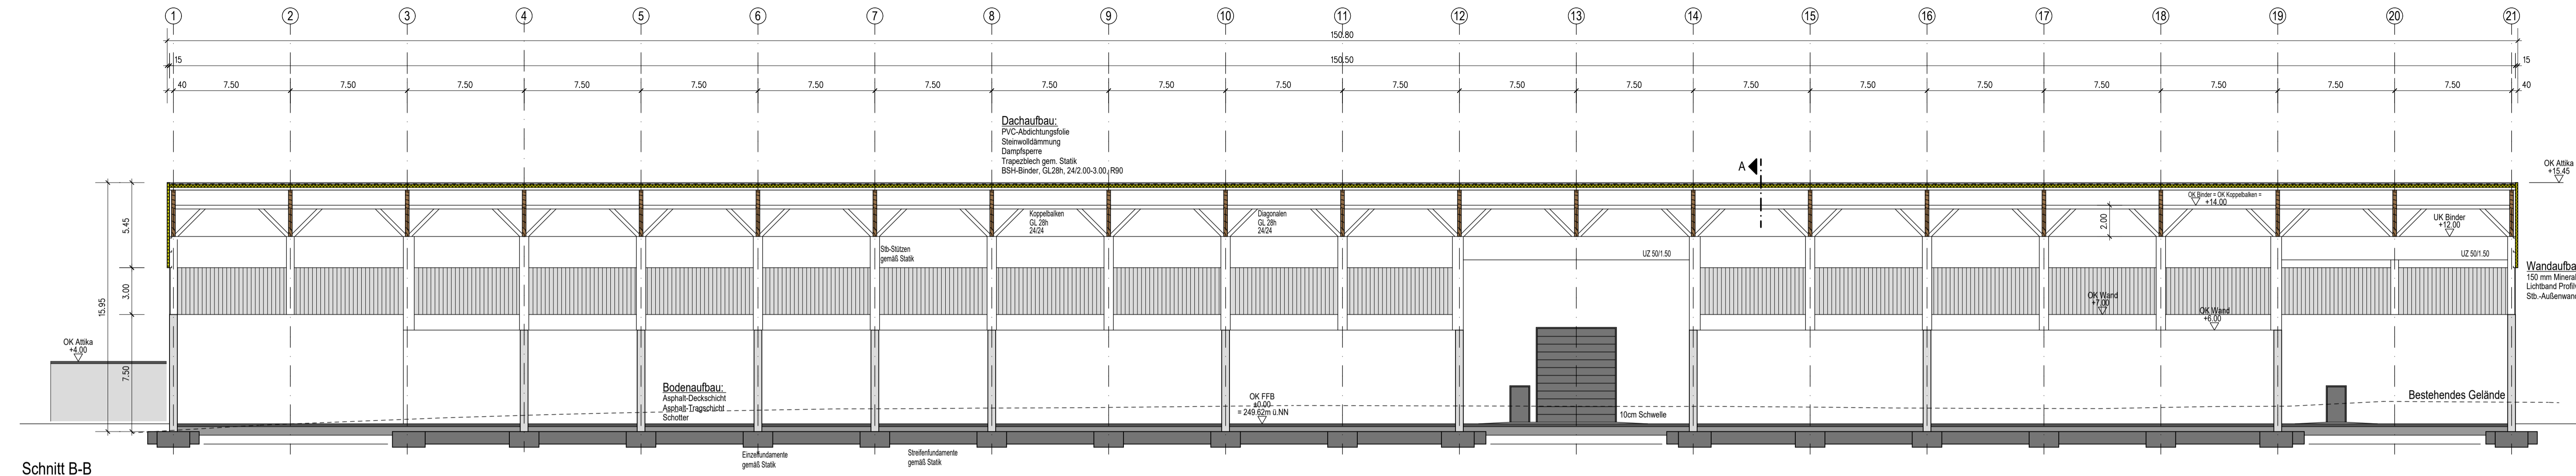 1 2 3 4 5 6 7 8 9 10 11 12 13 14 15 16 17 18 19 20 21
150.80
15 150.50 15
40 7.50 7.50 7.50 7.50 7.50 7.50 7.50 7.50 7.50 7.50 7.50 7.50 7.50 7.50 7.50 7.50 7.50 7.50 7.50 7.50 40
Dachaufbau:
PVC-Abdichtungsfolie
Steinwolldämmung
Dampfsperre
Trapezblech gem. Statik
BSH-Binder, GL28h, 24/2.00-3.00, R90
A
OK Attika
+15.45
OK Binder = OK Koppelbalken =
+14.00
Koppelbalken
GL 28h
24/24
Diagonalen
GL 28h
24/24
2.00
UK Binder
+12.00
5.45
Stb-Stützen
gemäß Statik
UZ 50/1.50
UZ 50/1.50
Wandaufba
150 mm Mineral
Lichtband Profil
Stb.-Außenwand
3.00
15.95
OK Wand
+7.00
OK Wand
+6.00
OK Attika
+4.00
7.50
Bodenaufbau:
Asphalt-Deckschicht
Asphalt-Tragschicht
Schotter
OK FFB
±0.00
= 249.62m ü.NN
10cm Schwelle
Bestehendes Gelände
Einzelfundamente
gemäß Statik
Streifenfundamente
gemäß Statik
Schnitt B-B